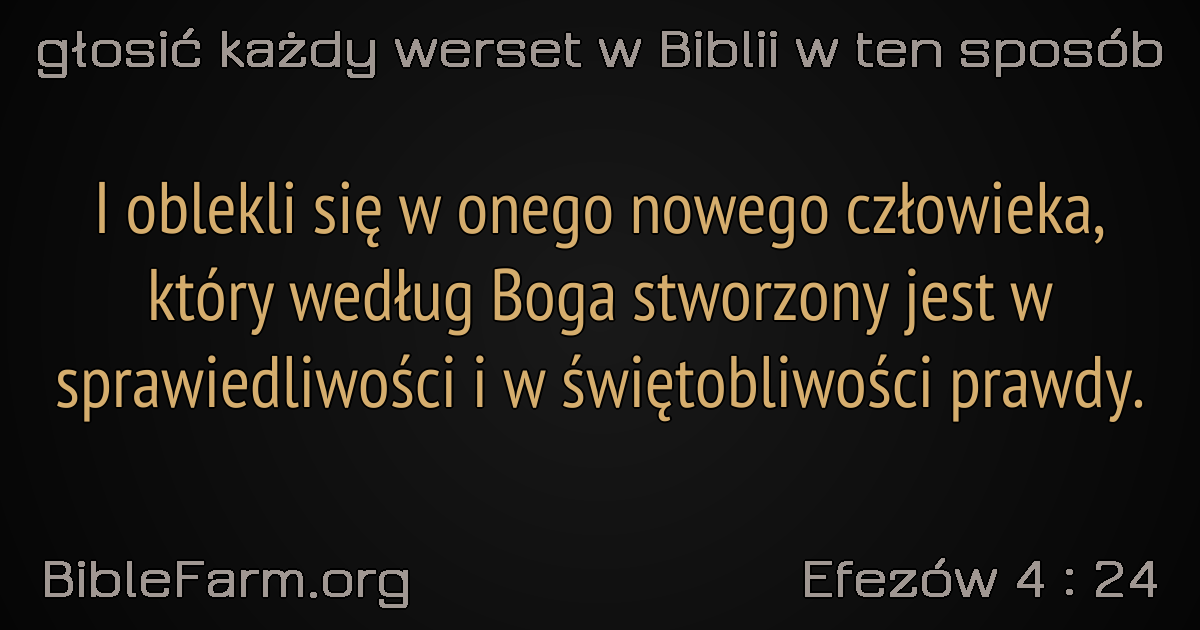 głosić każdy werset w Biblii w ten sposób
I oblekli się w onego nowego człowieka,
który według Boga stworzony jest w
sprawiedliwości i w świętobliwości prawdy.
BibleFarm.org
Efezów 4 : 24